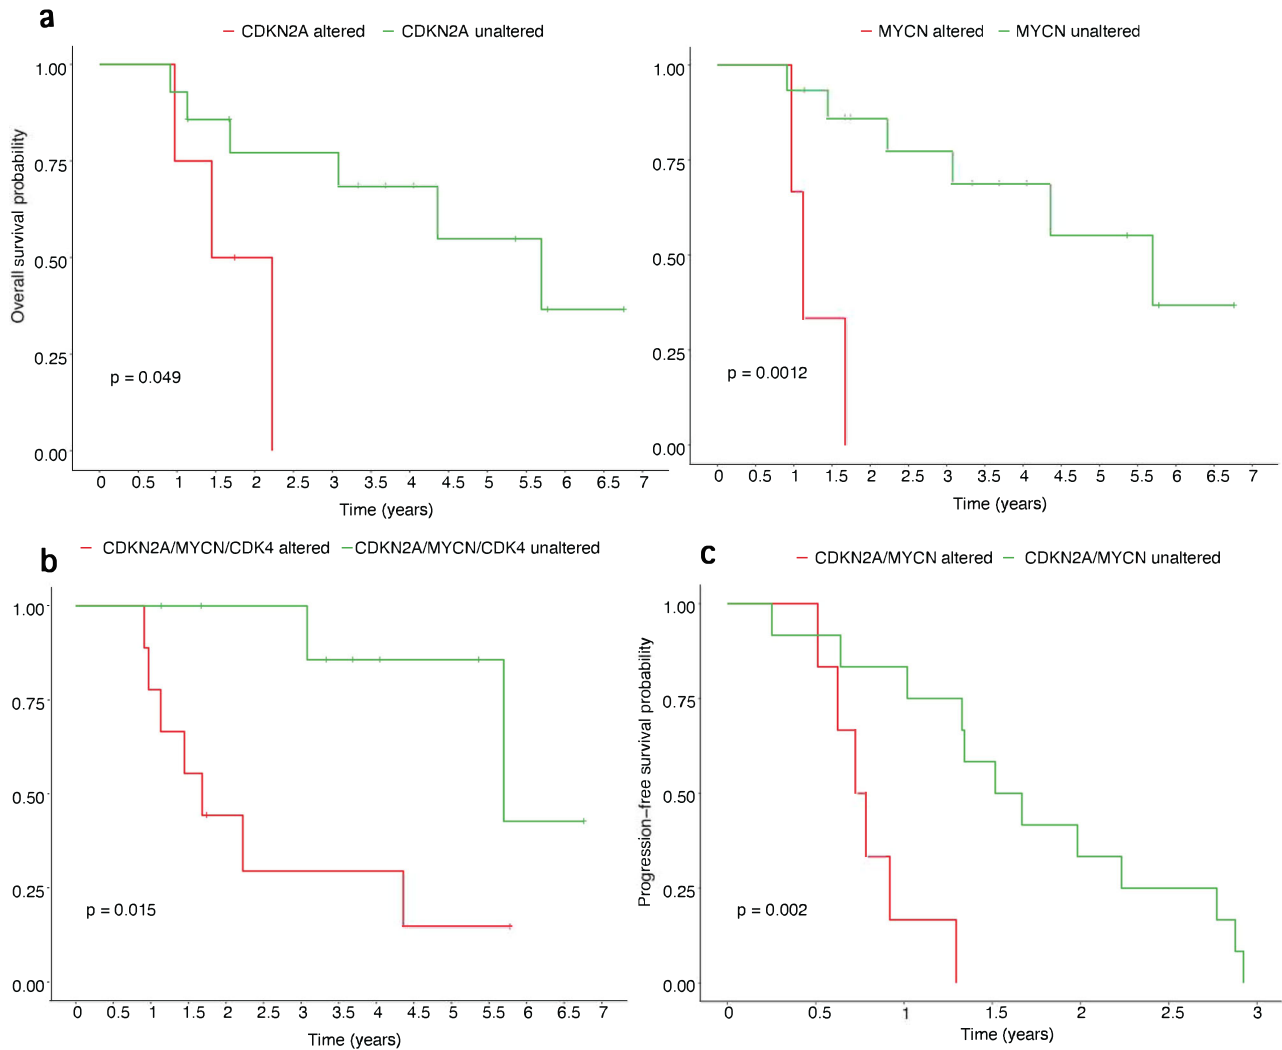 a
CDKN2A altered CDKN2A unaltered
Overall survival probability
1.00
0.75
0.50
0.25
0.00
p = 0.049
0 0.5 1 1.5 2 2.5 3 3.5 4 4.5 5 5.5 6 6.5 7
Time (years)
MYCN altered MYCN unaltered
1.00
0.75
0.50
0.25
0.00
p = 0.0012
0 0.5 1 1.5 2 2.5 3 3.5 4 4.5 5 5.5 6 6.5 7
Time (years)
b
CDKN2A/MYCN/CDK4 altered CDKN2A/MYCN/CDK4 unaltered
1.00
0.75
0.50
0.25
0.00
p = 0.015
0 0.5 1 1.5 2 2.5 3 3.5 4 4.5 5 5.5 6 6.5 7
Time (years)
c
CDKN2A/MYCN altered CDKN2A/MYCN unaltered
Progression–free survival probability
1.00
0.75
0.50
0.25
0.00
p = 0.002
0 0.5 1 1.5 2 2.5 3
Time (years)